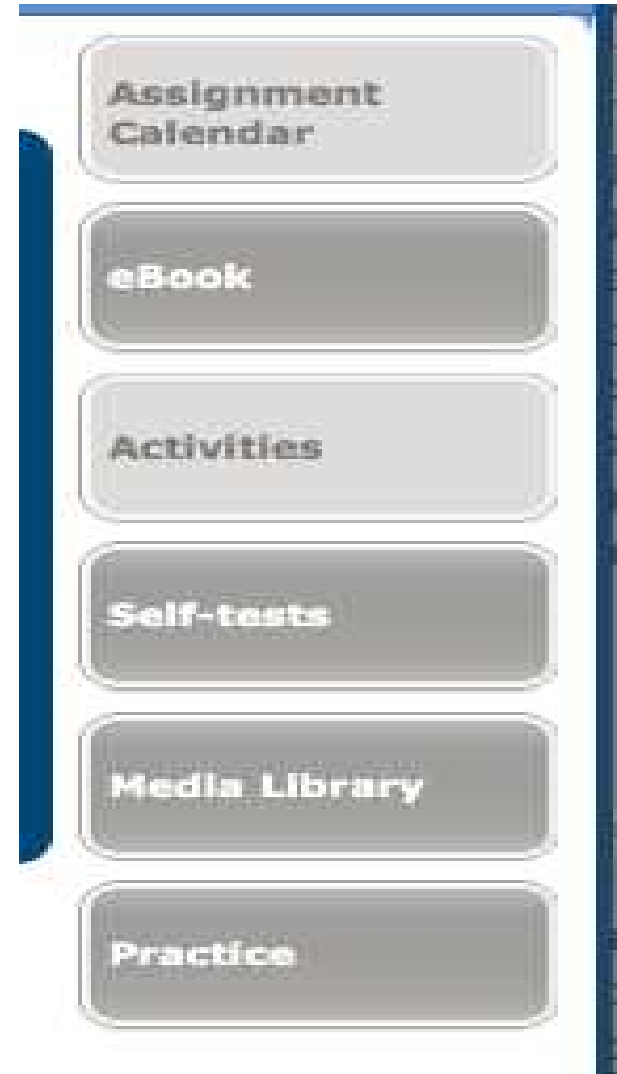 Assignment
Calendar
eBook
Activities
Self-tests
Media Library
Practice